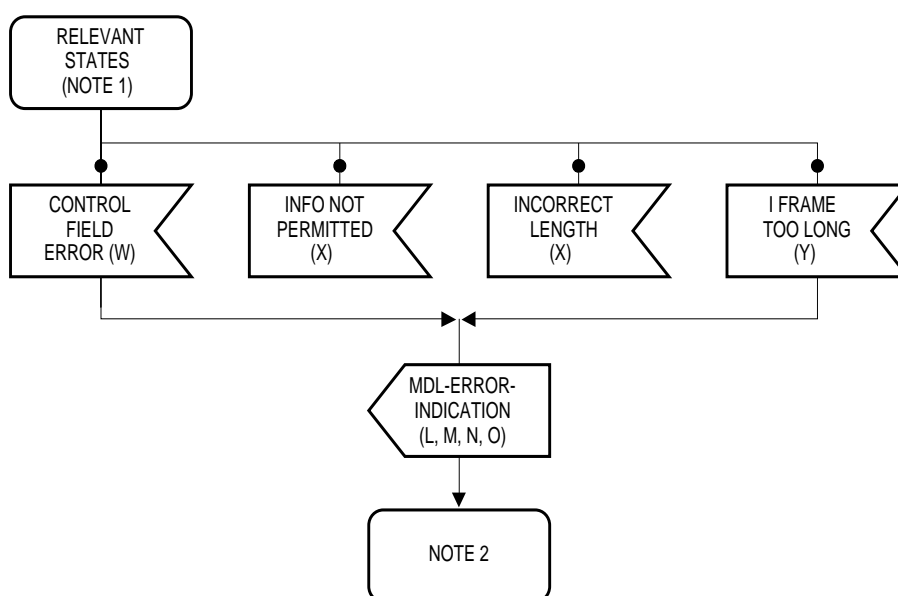 RELEVANT
STATES
(NOTE 1)
CONTROL
FIELD
ERROR (W)
INFO NOT
PERMITTED
(X)
INCORRECT
LENGTH
(X)
I FRAME
TOO LONG
(Y)
MDL-ERROR-
INDICATION
(L, M, N, O)
NOTE 2